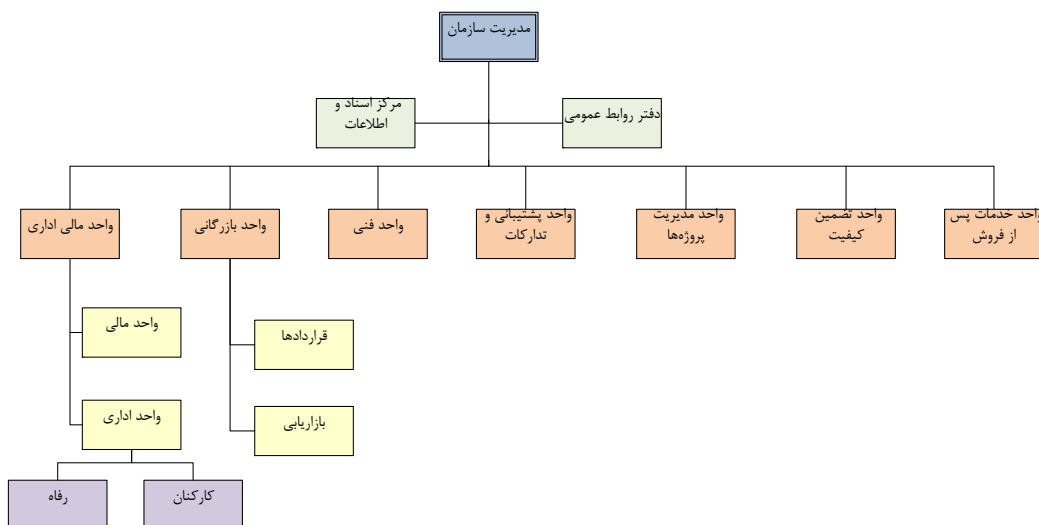 مدیریت سازمان
دفتر روابط عمومی
مرکز اسناد و
اطلاعات
واحد خدمات پس
از فروش
واحد تضمین
کیفیت
واحد مدیریت
پروژه‌ها
واحد پشتیبانی و
تدارکات
واحد فنی
واحد بازرگانی
واحد مالی اداری
قراردادها
بازاریابی
واحد مالی
واحد اداری
کارکنان
رفاه